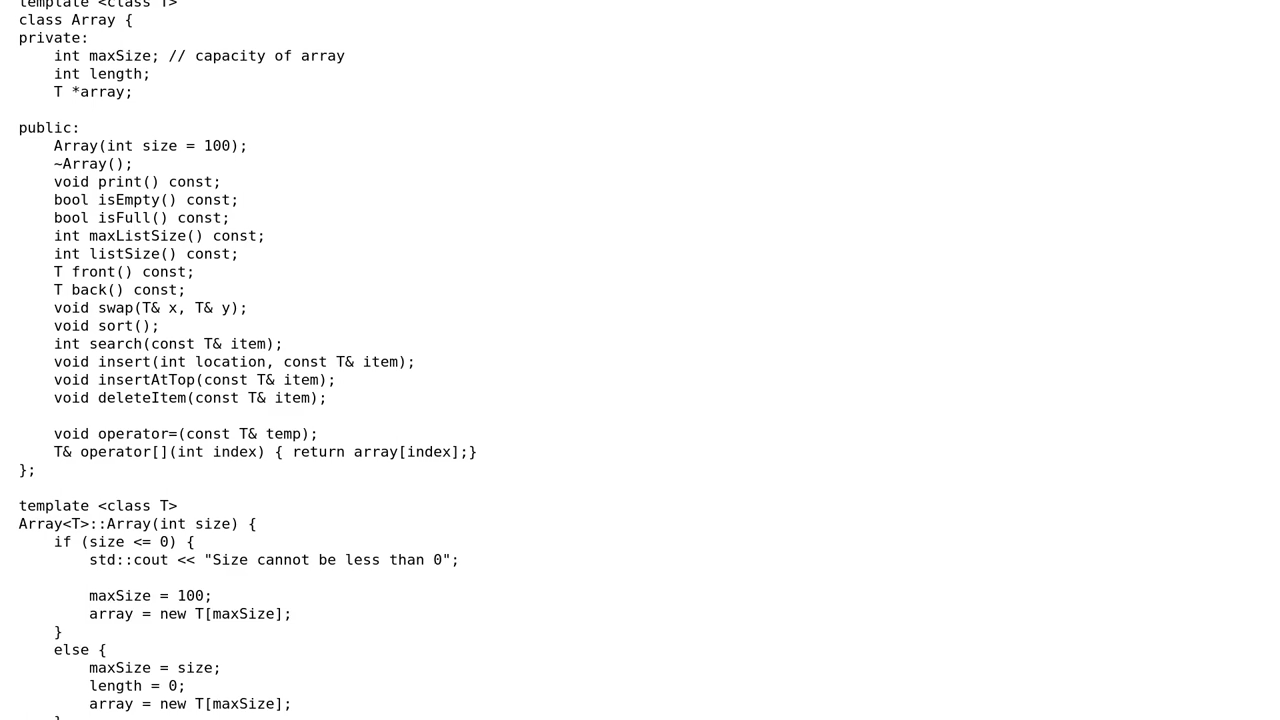 template <class T>
class Array {
private:
    int maxSize; // capacity of array
    int length;
    T *array;

public:
    Array(int size = 100);
    ~Array();
    void print() const;
    bool isEmpty() const;
    bool isFull() const;
    int maxListSize() const;
    int listSize() const;
    T front() const;
    T back() const;
    void swap(T& x, T& y);
    void sort();
    int search(const T& item);
    void insert(int location, const T& item);
    void insertAtTop(const T& item);
    void deleteItem(const T& item);

    void operator=(const T& temp);
    T& operator[](int index) { return array[index];}
};

template <class T>
Array<T>::Array(int size) {
    if (size <= 0) {
        std::cout << "Size cannot be less than 0";

        maxSize = 100;
        array = new T[maxSize];
    }
    else {
        maxSize = size;
        length = 0;
        array = new T[maxSize];
    }